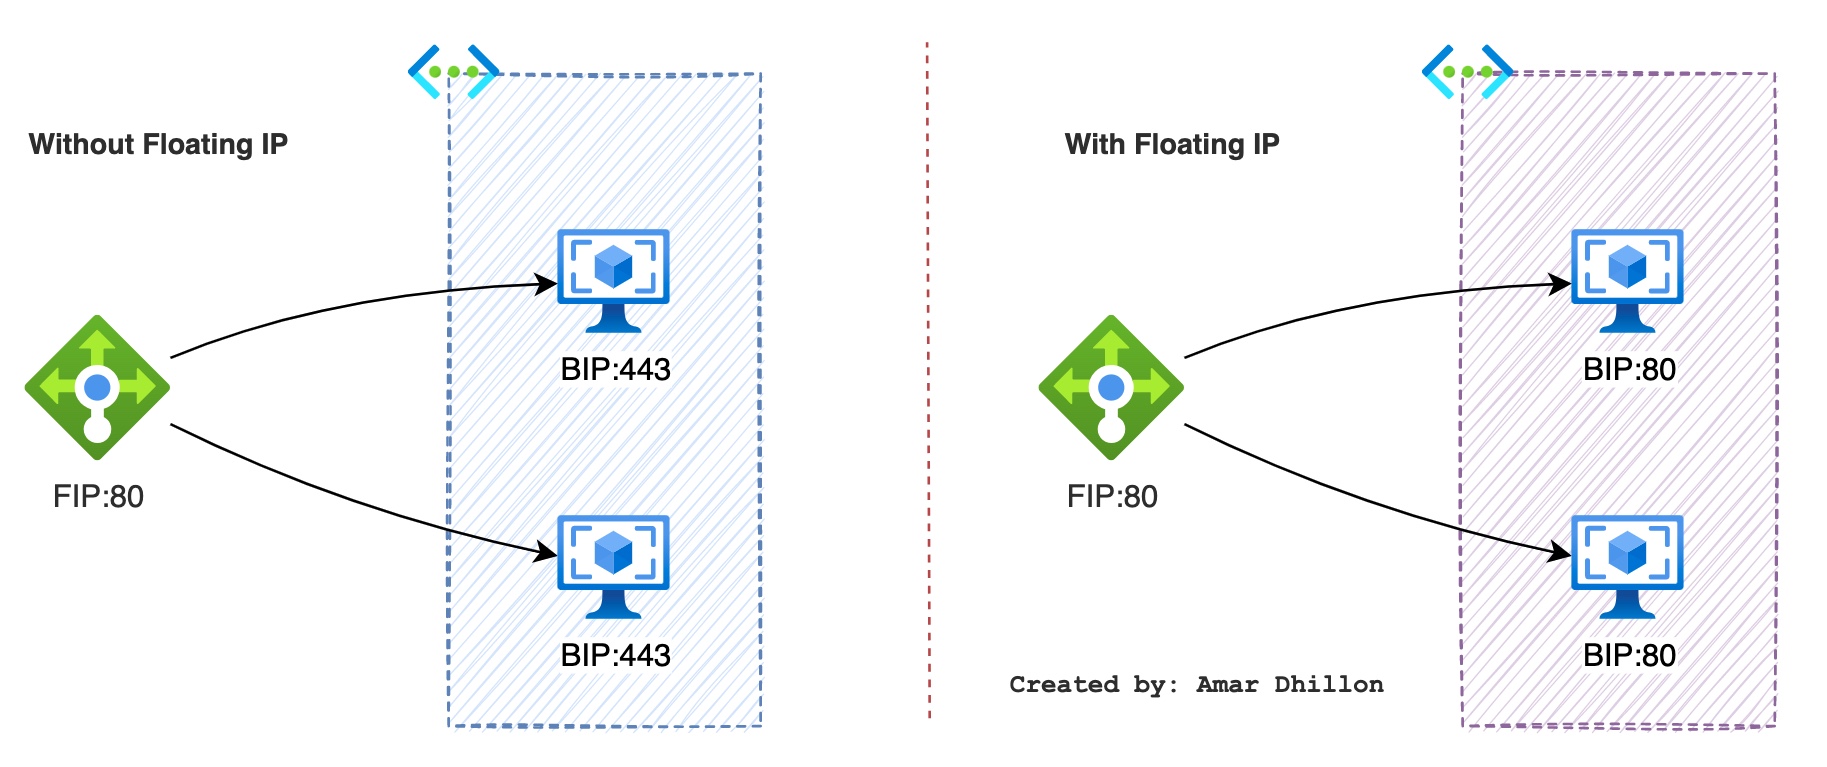 Without Floating IP
BIP:443
FIP:80
BIP:443
With Floating IP
BIP:80
FIP:80
BIP:80
Created by: Amar Dhillon